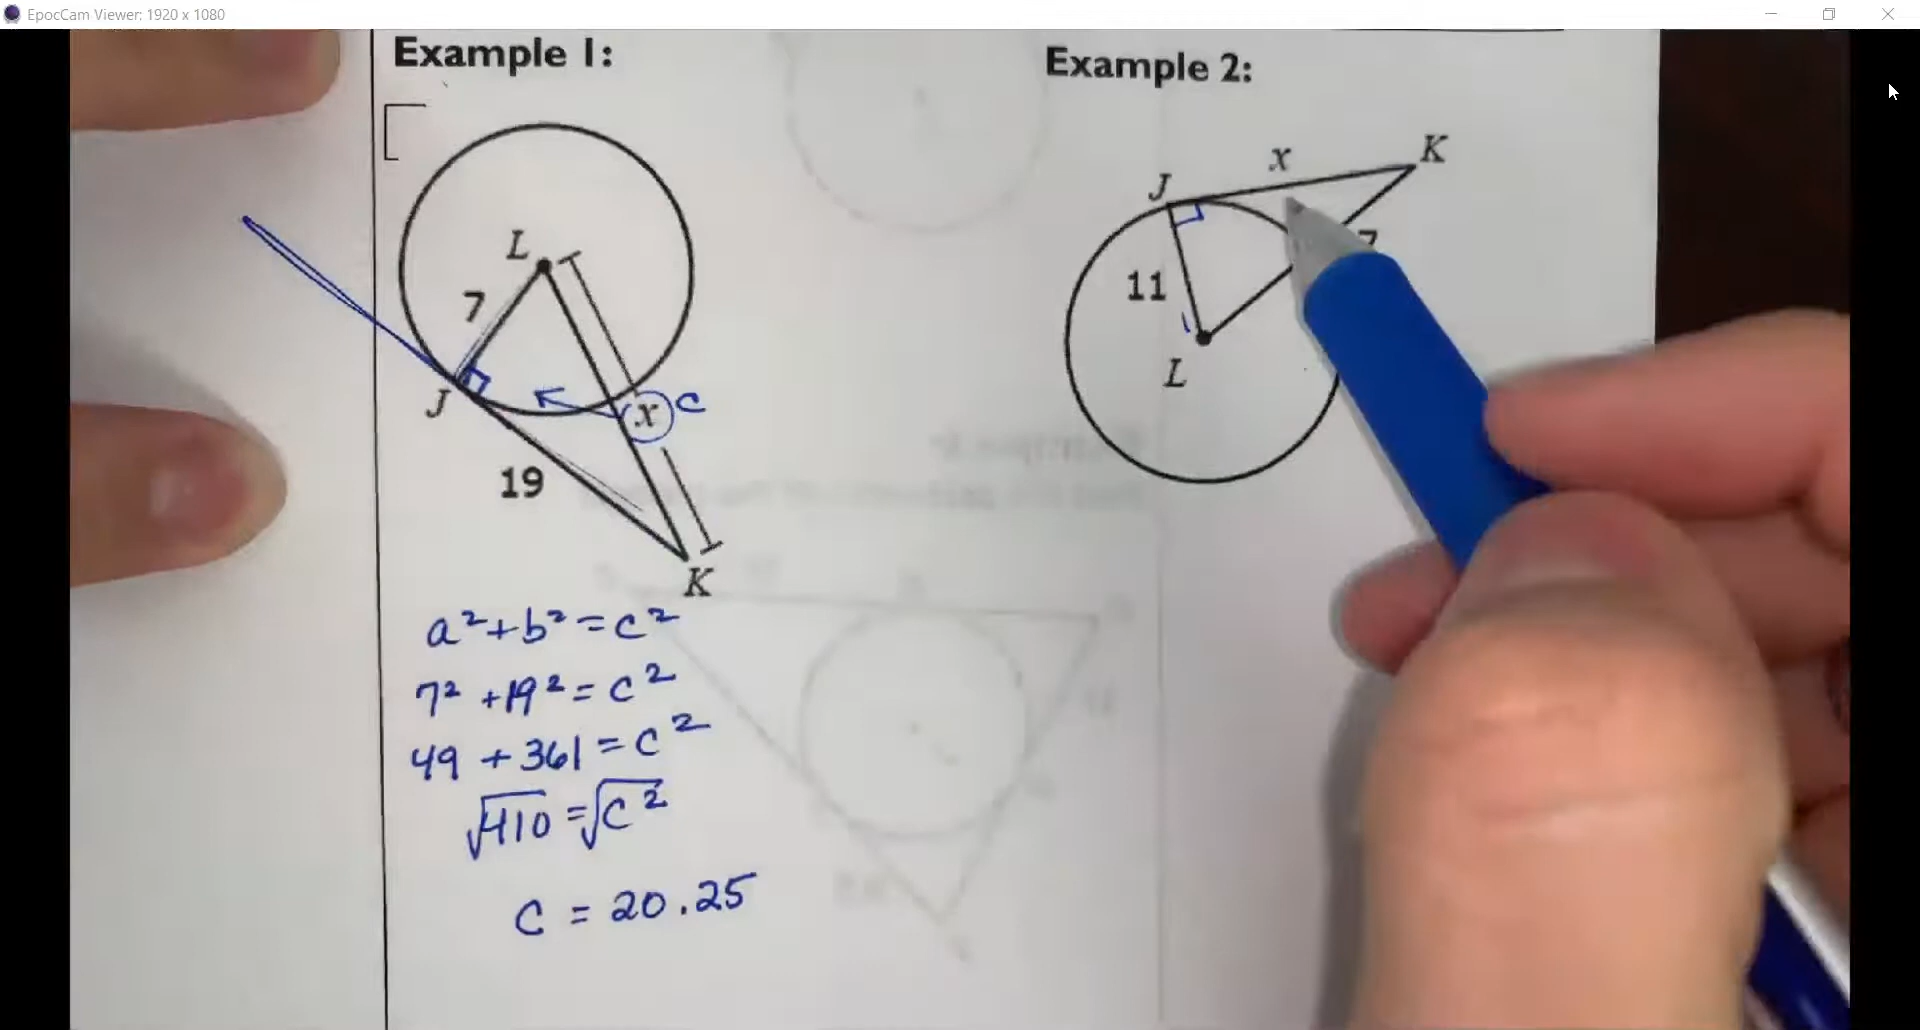 EpocCam Viewer: 1920 x 1080
Example 1:
Example 2:
L
7
J
x
c
19
K
a² + b² = c²
7² + 19² = c²
49 + 361 = c²
√410 = √c²
c = 20.25
x
K
J
7
11
L